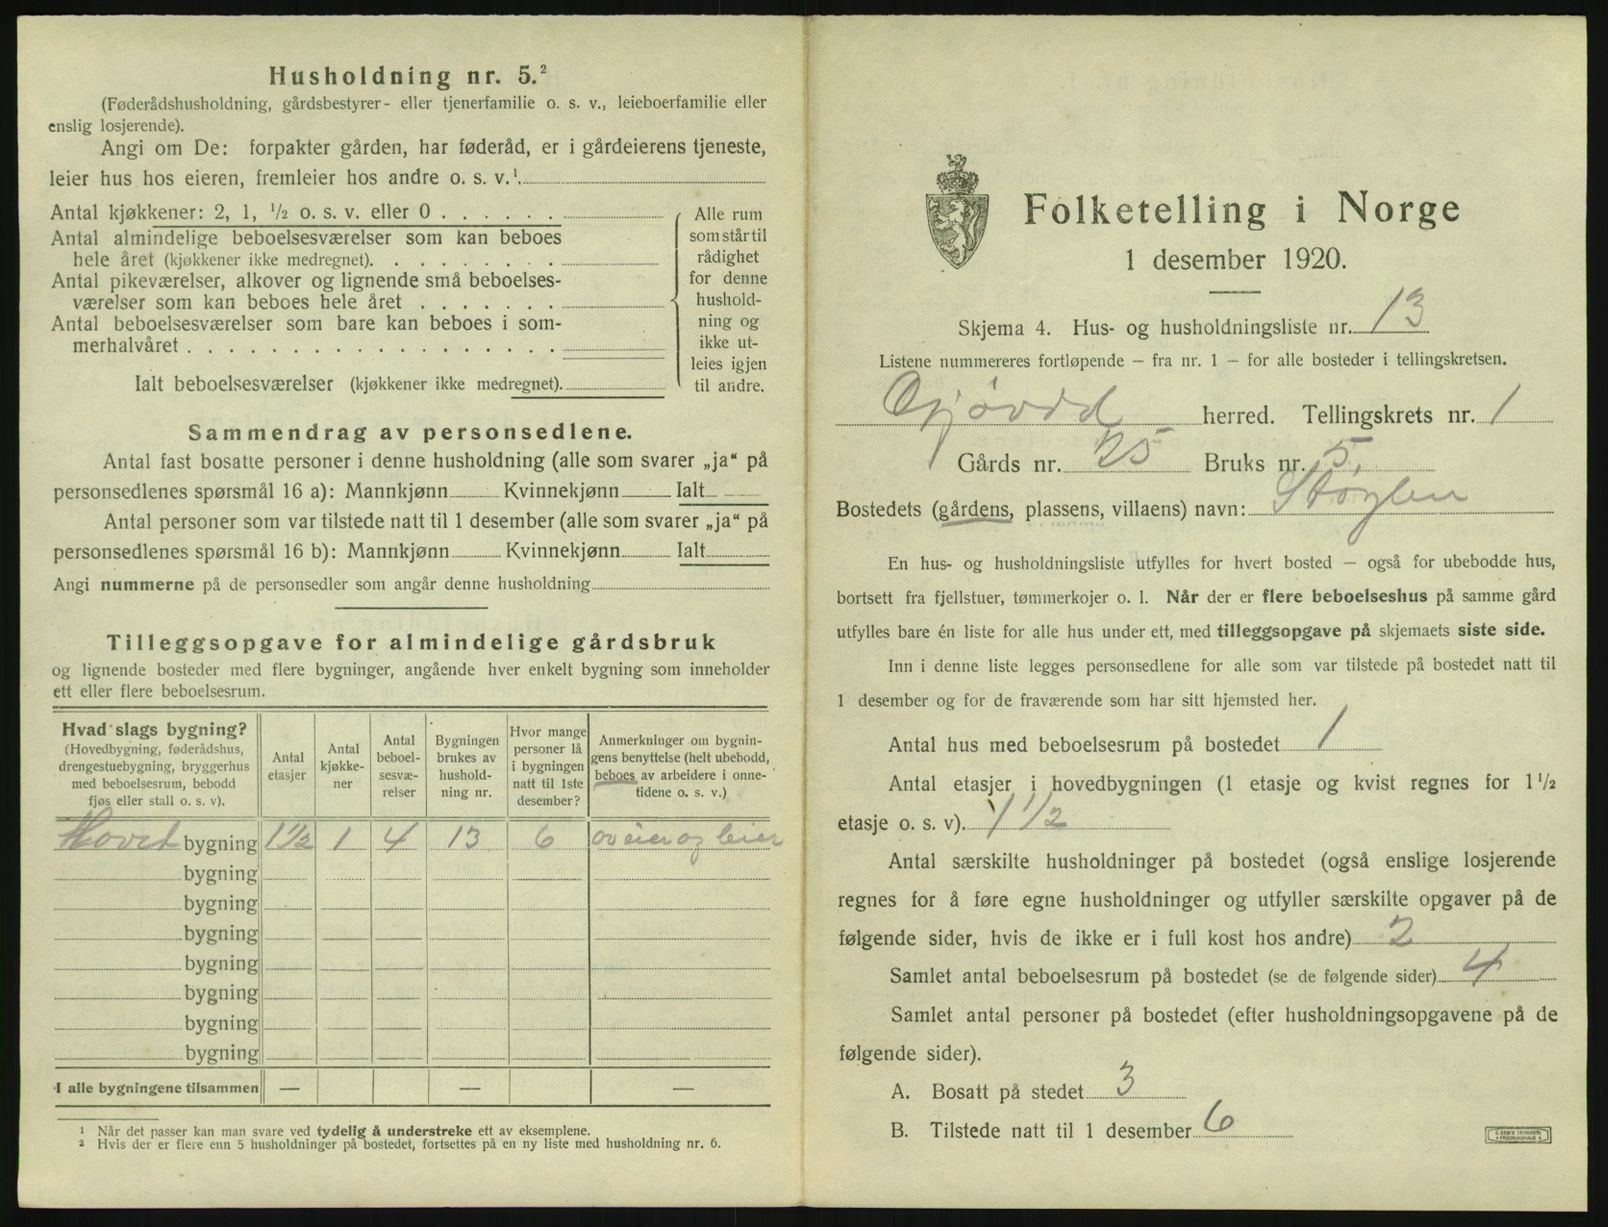 Husholdning nr. 5.²
(Føderådshusholdning, gårdsbestyrer- eller tjenerfamilie o. s. v., leieboerfamilie eller
enslig losjerende).
Angi om De: forpakter gården, har føderåd, er i gårdeierens tjeneste,
leier hus hos eieren, fremleier hos andre o. s. v.¹.
Antal kjøkkener: 2, 1, ½ o. s. v. eller 0 . . . . . .
Antal almindelige beboelsesværelser som kan beboes
hele året (kjøkkener ikke medregnet). . . . . . . . .
Antal pikeværelser, alkover og lignende små beboelses-
værelser som kan beboes hele året . . . . . . .
Antal beboelsesværelser som bare kan beboes i som-
merhalvåret . . . . . . . . . . . . . . . . . .
Ialt beboelsesværelser (kjøkkener ikke medregnet).
Alle rum
som står til
rådighet
for denne
hushold-
ning og
ikke ut-
leies igjen
til andre.
Sammendrag av personsedlene.
Antal fast bosatte personer i denne husholdning (alle som svarer „ja“ på
personsedlenes spørsmål 16 a): Mannkjønn Kvinnekjønn Ialt
Antal personer som var tilstede natt til 1 desember (alle som svarer „ja“ på
personsedlenes spørsmål 16 b): Mannkjønn Kvinnekjønn Ialt
Angi nummerne på de personsedler som angår denne husholdning
Tilleggsopgave for almindelige gårdsbruk
og lignende bosteder med flere bygninger, angående hver enkelt bygning som inneholder
ett eller flere beboelsesrum.
Hvad slags bygning?
(Hovedbygning, føderådshus,
drengestuebygning, bryggerhus
med beboelsesrum, bebodd
fjøs eller stall o. s. v).
Antal
etasjer
Antal
kjøkke-
ner
Antal
beboel-
sesvæ-
relser
Bygningen
brukes av
hushold-
ning nr.
Hvor mange
personer lå
i bygningen
natt til 1ste
desember?
Anmerkninger om bygnin-
gens benyttelse (helt ubebodd,
beboes av arbeidere i onne-
tidene o. s. v.)
Hoved bygning 1½ 1 4 13 6 av eier og leier
bygning
bygning
bygning
bygning
bygning
bygning
bygning
I alle bygningene tilsammen — — —
¹ Når det passer kan man svare ved tydelig å understreke ett av eksemplene.
² Hvis der er flere enn 5 husholdninger på bostedet, fortsettes på en ny liste med husholdning nr. 6.
Folketelling i Norge
1 desember 1920.
Skjema 4. Hus- og husholdningsliste nr. 13
Listene nummereres fortløpende – fra nr. 1 – for alle bosteder i tellingskretsen.
Gjøvdal herred. Tellingskrets nr. 1
Gårds nr. 25 Bruks nr. 5,
Bostedets (gårdens, plassens, villaens) navn: Støylen
En hus- og husholdningsliste utfylles for hvert bosted – også for ubebodde hus,
bortsett fra fjellstuer, tømmerkojer o. l. Når der er flere beboelseshus på samme gård
utfylles bare én liste for alle hus under ett, med tilleggsopgave på skjemaets siste side.
Inn i denne liste legges personsedlene for alle som var tilstede på bostedet natt til
1 desember og for de fraværende som har sitt hjemsted her.
Antal hus med beboelsesrum på bostedet 1
Antal etasjer i hovedbygningen (1 etasje og kvist regnes for 1½
etasje o. s. v). 1½
Antal særskilte husholdninger på bostedet (også enslige losjerende
regnes for å føre egne husholdninger og utfyller særskilte opgaver på de
følgende sider, hvis de ikke er i full kost hos andre) 2
Samlet antal beboelsesrum på bostedet (se de følgende sider) 4
Samlet antal personer på bostedet (efter husholdningsopgavene på de
følgende sider).
A. Bosatt på stedet 3
B. Tilstede natt til 1 desember 6